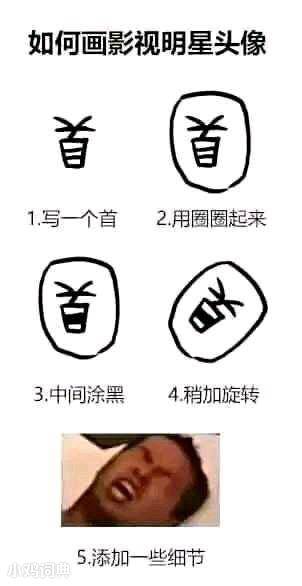 如何画影视明星头像
首
首
1.写一个首
2.用圈圈起来
首
首
3.中间涂黑
4.稍加旋转
5.添加一些细节
小鸡词典